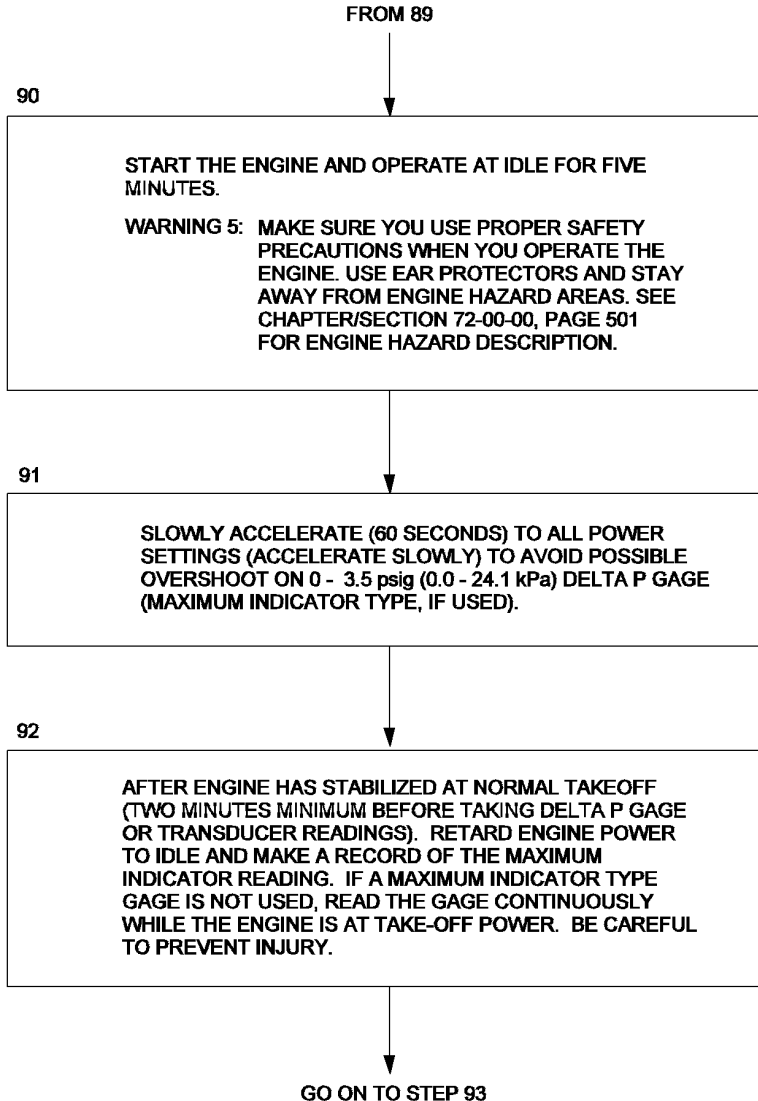 FROM 89
90
START THE ENGINE AND OPERATE AT IDLE FOR FIVE
MINUTES.
WARNING 5: MAKE SURE YOU USE PROPER SAFETY
PRECAUTIONS WHEN YOU OPERATE THE
ENGINE. USE EAR PROTECTORS AND STAY
AWAY FROM ENGINE HAZARD AREAS. SEE
CHAPTER/SECTION 72-00-00, PAGE 501
FOR ENGINE HAZARD DESCRIPTION.
91
SLOWLY ACCELERATE (60 SECONDS) TO ALL POWER
SETTINGS (ACCELERATE SLOWLY) TO AVOID POSSIBLE
OVERSHOOT ON 0 - 3.5 psig (0.0 - 24.1 kPa) DELTA P GAGE
(MAXIMUM INDICATOR TYPE, IF USED).
92
AFTER ENGINE HAS STABILIZED AT NORMAL TAKEOFF
(TWO MINUTES MINIMUM BEFORE TAKING DELTA P GAGE
OR TRANSDUCER READINGS). RETARD ENGINE POWER
TO IDLE AND MAKE A RECORD OF THE MAXIMUM
INDICATOR READING. IF A MAXIMUM INDICATOR TYPE
GAGE IS NOT USED, READ THE GAGE CONTINUOUSLY
WHILE THE ENGINE IS AT TAKE-OFF POWER. BE CAREFUL
TO PREVENT INJURY.
GO ON TO STEP 93